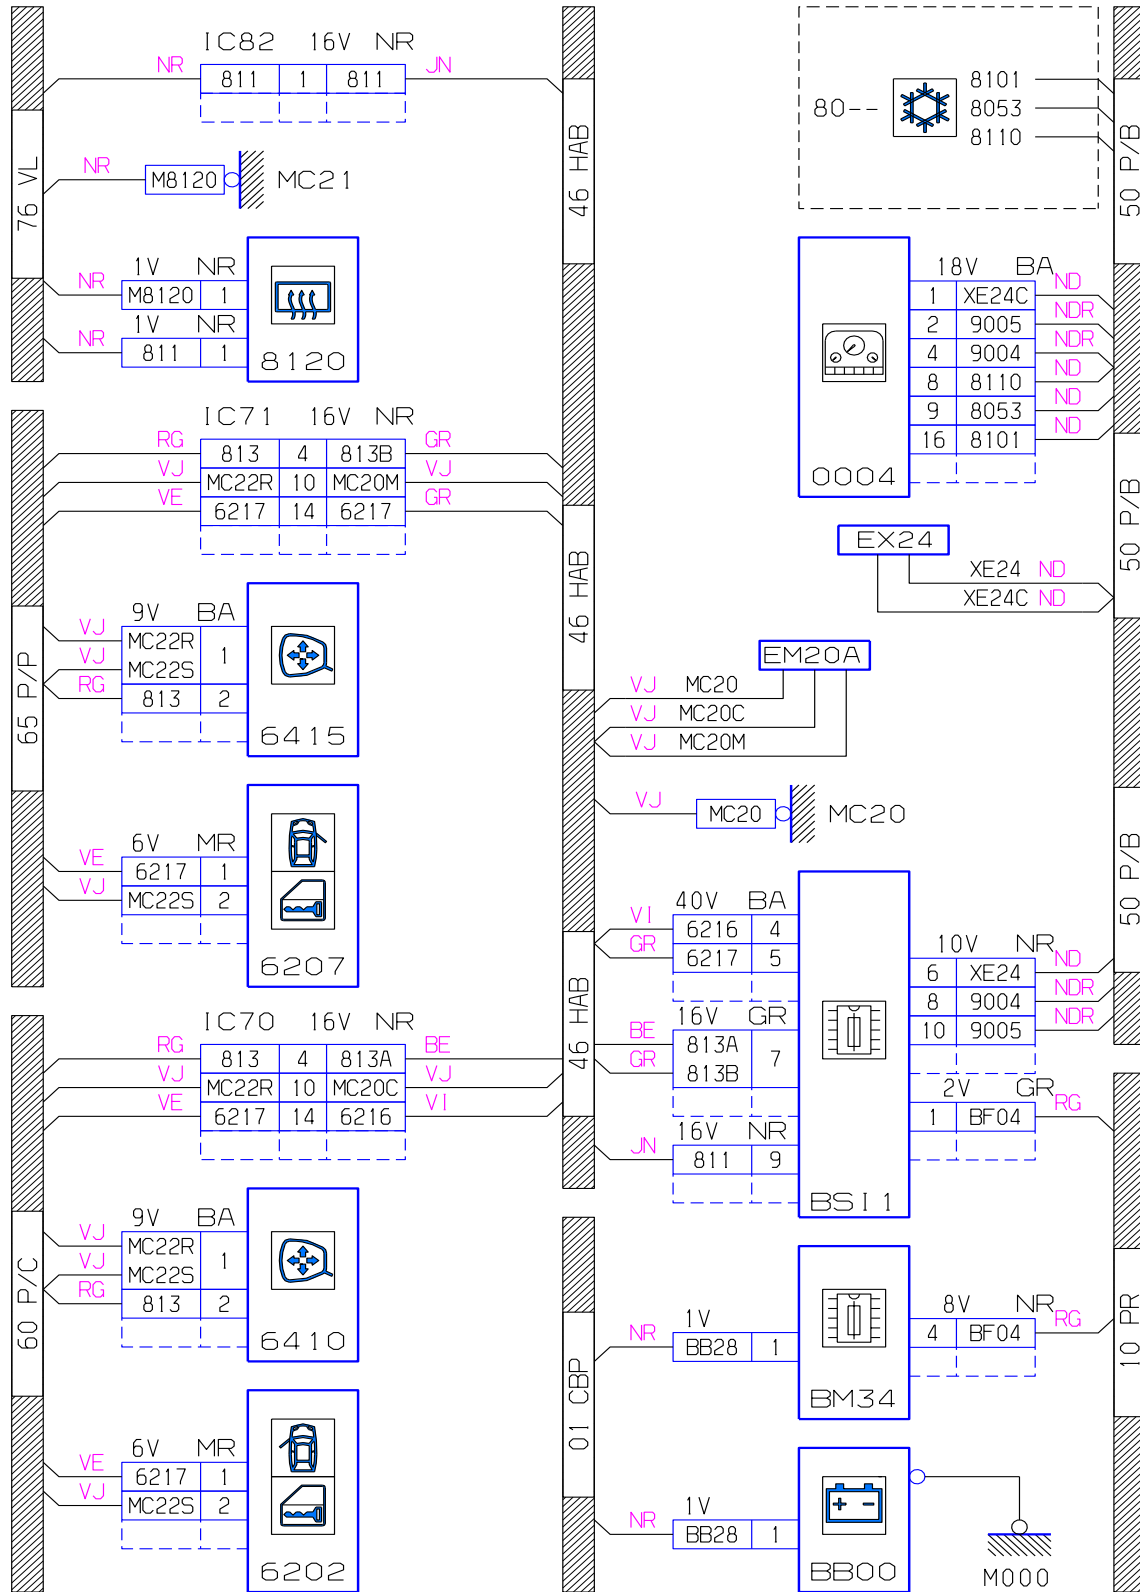 IC82 16V NR
NR 811 1 811 JN
NR M8120 MC21
76 VL
46 HAB
1V NR
NR M8120 1
1V NR
NR 811 1
8120
80--
8101
8053
8110
50 P/B
18V BA
1 XE24C ND
2 9005 NDR
4 9004 NDR
8 8110 ND
9 8053 ND
16 8101 ND
0004
IC71 16V NR
RG 813 4 813B GR
VJ MC22R 10 MC20M VJ
VE 6217 14 6217 GR
46 HAB
50 P/B
EX24
XE24 ND
XE24C ND
9V BA
VJ MC22R 1
VJ MC22S
RG 813 2
6415
65 P/P
EM20A
VJ MC20
VJ MC20C
VJ MC20M
VJ MC20 MC20
6V MR
VE 6217 1
VJ MC22S 2
6207
50 P/B
40V BA
VI 6216 4
GR 6217 5
16V GR
BE 813A 7
GR 813B
16V NR
JN 811 9
BSI1
10V NR
6 XE24 ND
8 9004 NDR
10 9005 NDR
2V GR
1 BF04 RG
46 HAB
IC70 16V NR
RG 813 4 813A BE
VJ MC22R 10 MC20C VJ
VE 6217 14 6216 VI
9V BA
VJ MC22R 1
VJ MC22S
RG 813 2
6410
60 P/C
1V
NR BB28 1
BM34
8V NR
4 BF04 RG
10 PR
01 CBP
6V MR
VE 6217 1
VJ MC22S 2
6202
1V
NR BB28 1
+ -
BB00
M000